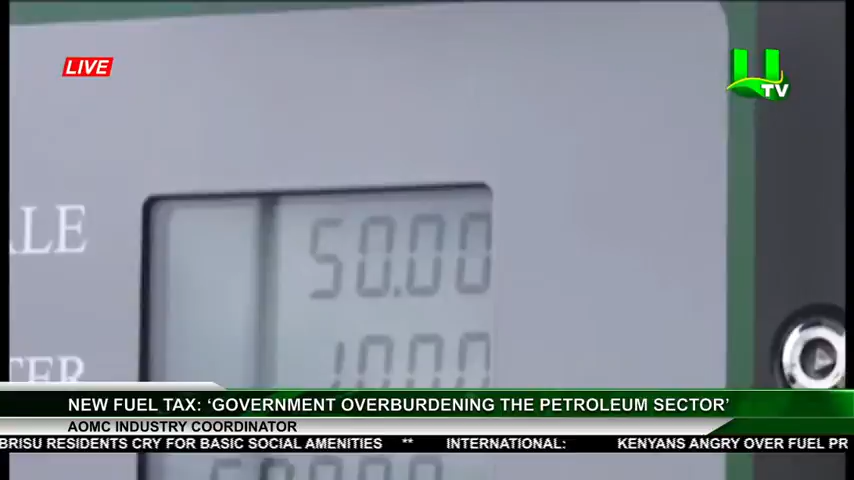 LIVE
U
TV
ALE
50.00
10.00
TER
NEW FUEL TAX: ‘GOVERNMENT OVERBURDENING THE PETROLEUM SECTOR’
AOMC INDUSTRY COORDINATOR
BRISU RESIDENTS CRY FOR BASIC SOCIAL AMENITIES ** INTERNATIONAL: KENYANS ANGRY OVER FUEL PR